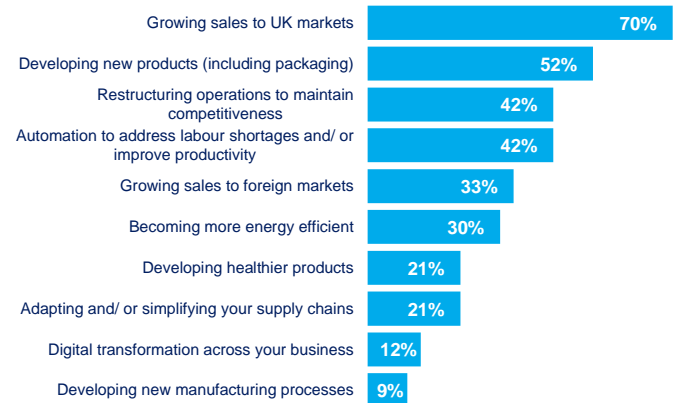 Growing sales to UK markets 70%
Developing new products (including packaging) 52%
Restructuring operations to maintain
competitiveness 42%
Automation to address labour shortages and/ or
improve productivity 42%
Growing sales to foreign markets 33%
Becoming more energy efficient 30%
Developing healthier products 21%
Adapting and/ or simplifying your supply chains 21%
Digital transformation across your business 12%
Developing new manufacturing processes 9%